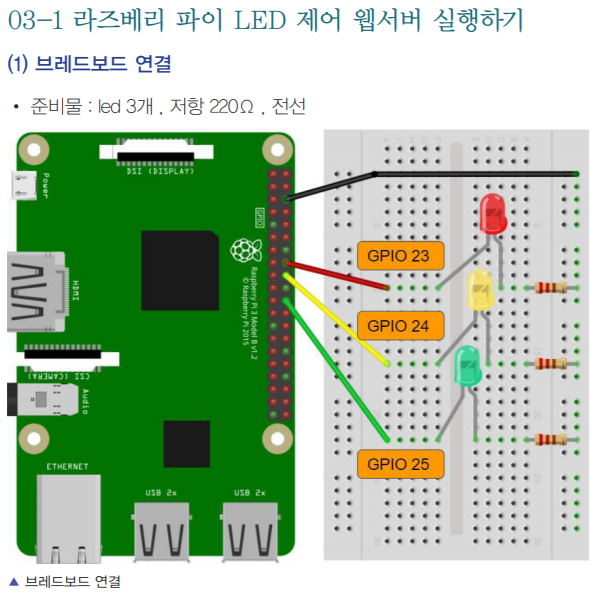 03-1 라즈베리 파이 LED 제어 웹서버 실행하기
(1) 브레드보드 연결
• 준비물 : led 3개 , 저항 220Ω , 전선
DSI (DISPLAY)
Power
GPIO
HDMI
Raspberry Pi 3 Model B v1.2
© Raspberry Pi 2015
CSI (CAMERA)
Audio
ETHERNET
USB 2x
USB 2x
GPIO 23
GPIO 24
GPIO 25
▲ 브레드보드 연결